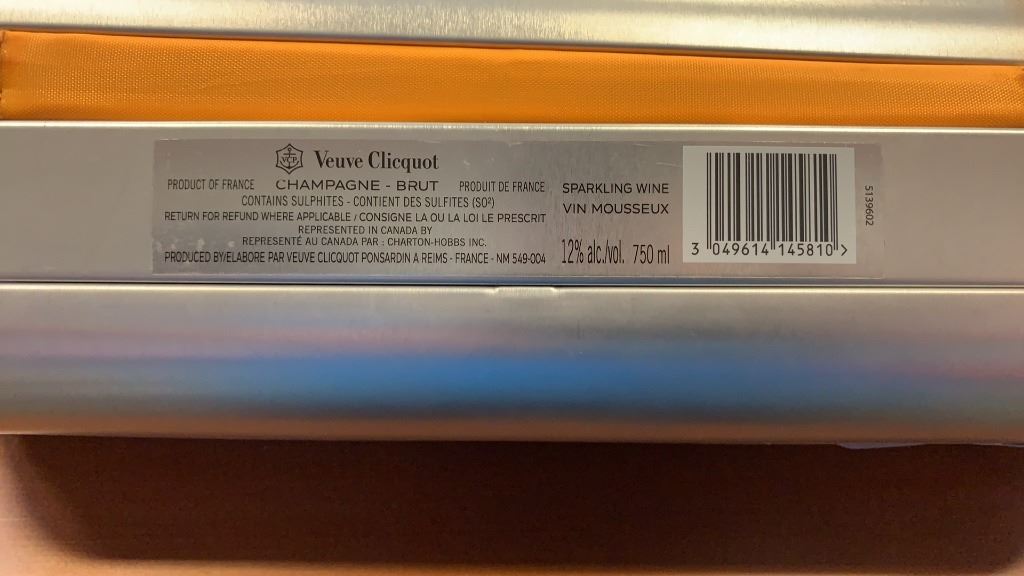 VCP Veuve Clicquot
PRODUCT OF FRANCE CHAMPAGNE - BRUT PRODUIT DE FRANCE
CONTAINS SULPHITES - CONTIENT DES SULFITES (SO²)
RETURN FOR REFUND WHERE APPLICABLE / CONSIGNE LA OU LA LOI LE PRESCRIT
REPRESENTED IN CANADA BY
REPRESENTÉ AU CANADA PAR : CHARTON-HOBBS INC.
PRODUCED BY/ELABORE PAR VEUVE CLICQUOT PONSARDIN A REIMS - FRANCE - NM 549-004
SPARKLING WINE
VIN MOUSSEUX
12% alc./vol. 750 ml
3 049614 145810 >
5139602